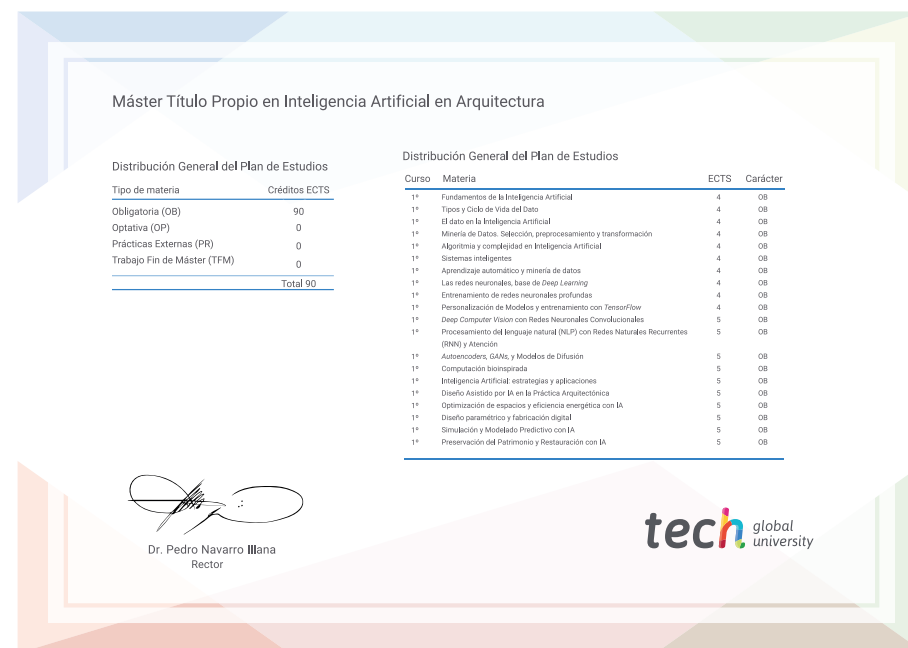 Máster Título Propio en Inteligencia Artificial en Arquitectura
Distribución General del Plan de Estudios
Tipo de materia Créditos ECTS
Obligatoria (OB) 90
Optativa (OP) 0
Prácticas Externas (PR) 0
Trabajo Fin de Máster (TFM) 0
Total 90
Distribución General del Plan de Estudios
Curso Materia ECTS Carácter
1º Fundamentos de la Inteligencia Artificial 4 OB
1º Tipos y Ciclo de Vida del Dato 4 OB
1º El dato en la Inteligencia Artificial 4 OB
1º Minería de Datos. Selección, preprocesamiento y transformación 4 OB
1º Algoritmia y complejidad en Inteligencia Artificial 4 OB
1º Sistemas inteligentes 4 OB
1º Aprendizaje automático y minería de datos 4 OB
1º Las redes neuronales, base de Deep Learning 4 OB
1º Entrenamiento de redes neuronales profundas 4 OB
1º Personalización de Modelos y entrenamiento con TensorFlow 4 OB
1º Deep Computer Vision con Redes Neuronales Convolucionales 5 OB
1º Procesamiento del lenguaje natural (NLP) con Redes Naturales Recurrentes 5 OB
(RNN) y Atención
1º Autoencoders, GANs, y Modelos de Difusión 5 OB
1º Computación bioinspirada 5 OB
1º Inteligencia Artificial: estrategias y aplicaciones 5 OB
1º Diseño Asistido por IA en la Práctica Arquitectónica 5 OB
1º Optimización de espacios y eficiencia energética con IA 5 OB
1º Diseño paramétrico y fabricación digital 5 OB
1º Simulación y Modelado Predictivo con IA 5 OB
1º Preservación del Patrimonio y Restauración con IA 5 OB
Dr. Pedro Navarro Illana
Rector
tech global
university